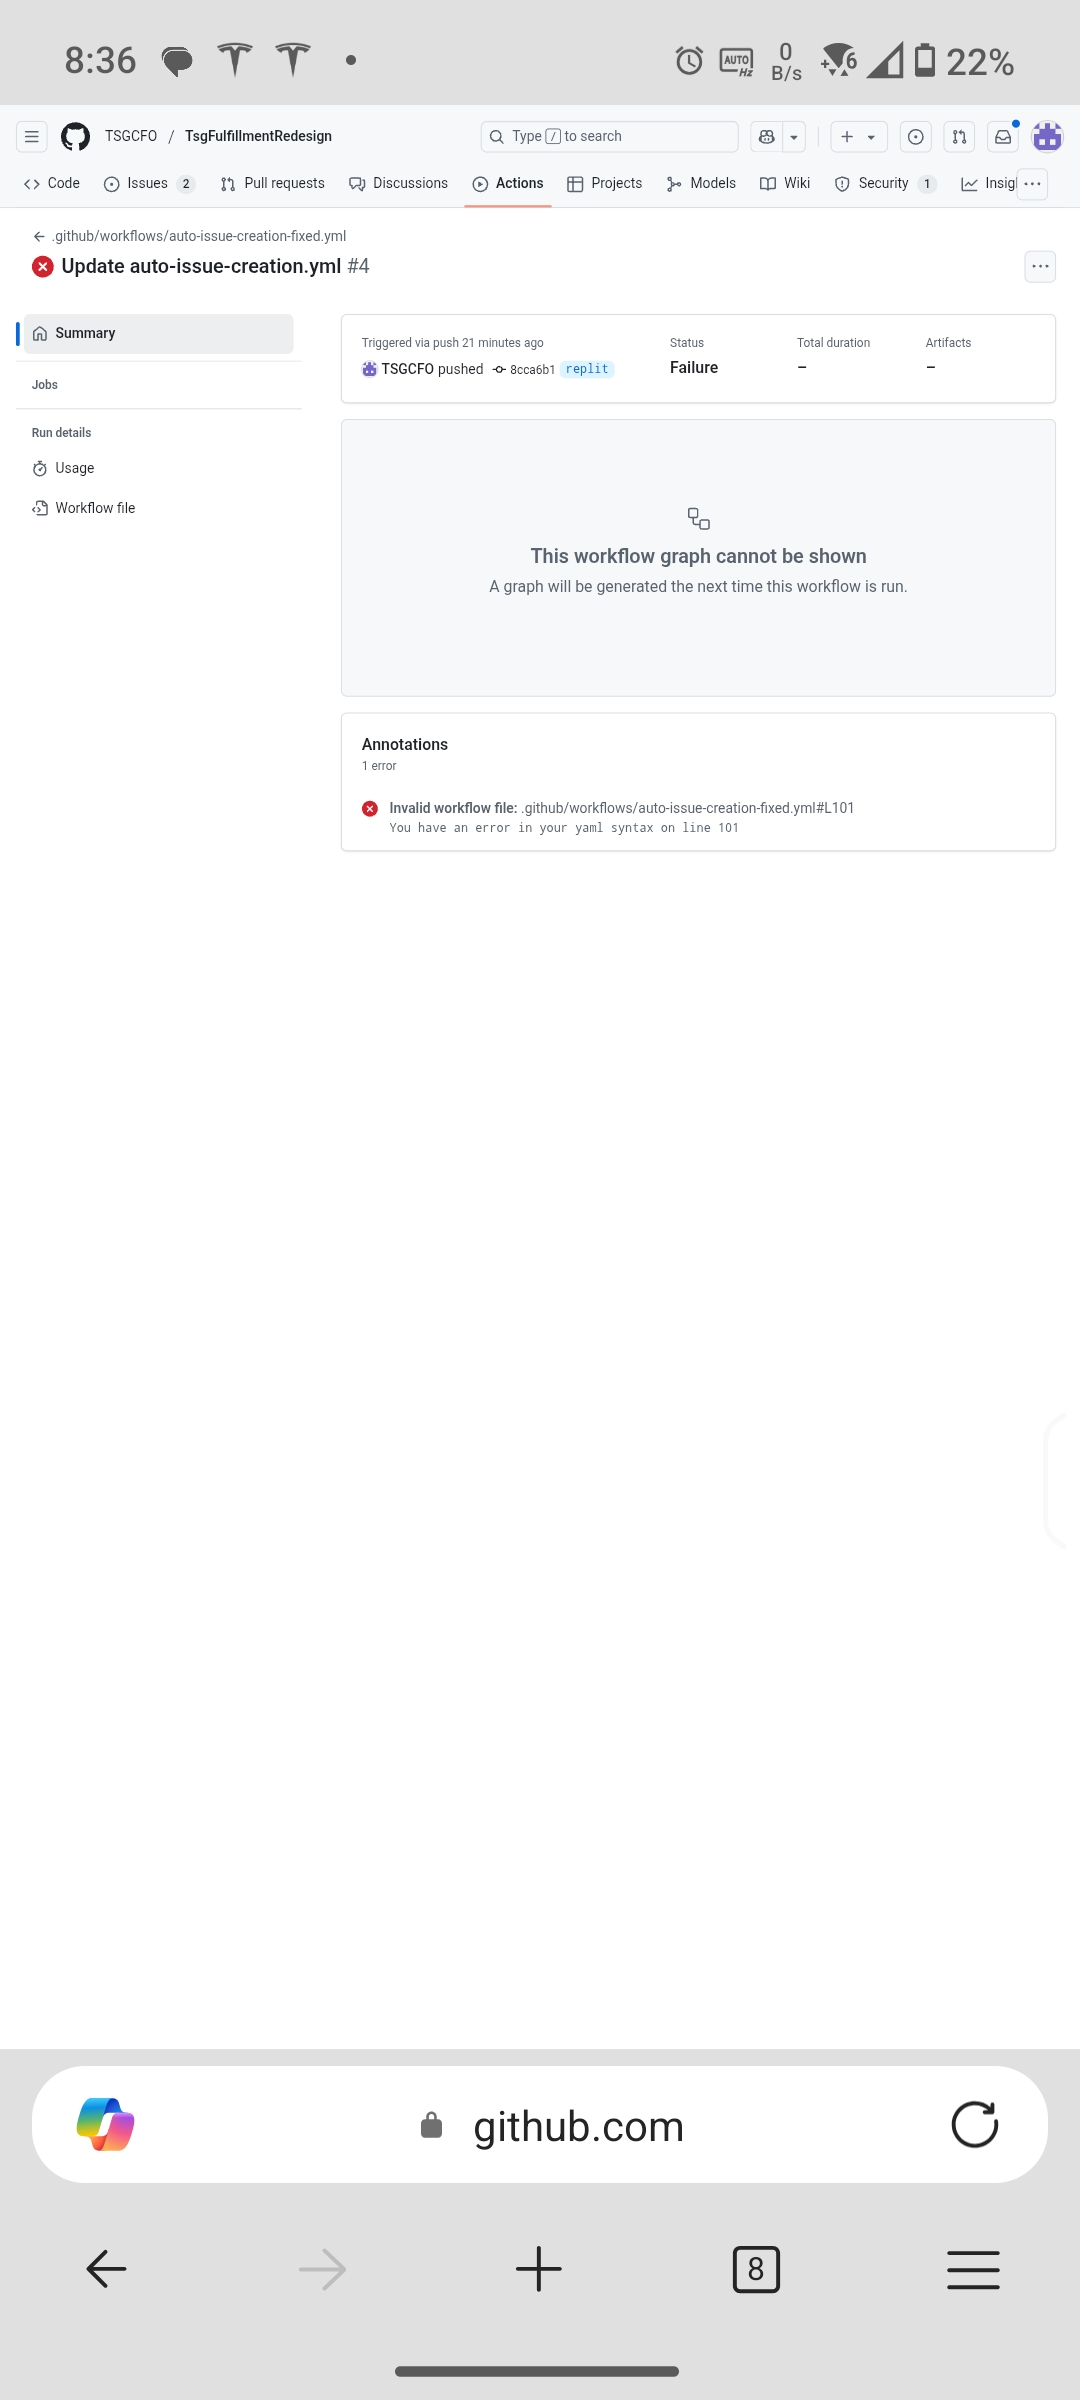 8:36
AUTO Hz
0 B/s
6
22%
TSGCFO / TsgFulfillmentRedesign
Type / to search
Code
Issues 2
Pull requests
Discussions
Actions
Projects
Models
Wiki
Security 1
Insig
.github/workflows/auto-issue-creation-fixed.yml
Update auto-issue-creation.yml #4
Summary
Jobs
Run details
Usage
Workflow file
Triggered via push 21 minutes ago
TSGCFO pushed 8cca6b1 replit
Status
Failure
Total duration
–
Artifacts
–
This workflow graph cannot be shown
A graph will be generated the next time this workflow is run.
Annotations
1 error
Invalid workflow file: .github/workflows/auto-issue-creation-fixed.yml#L101
You have an error in your yaml syntax on line 101
github.com
8